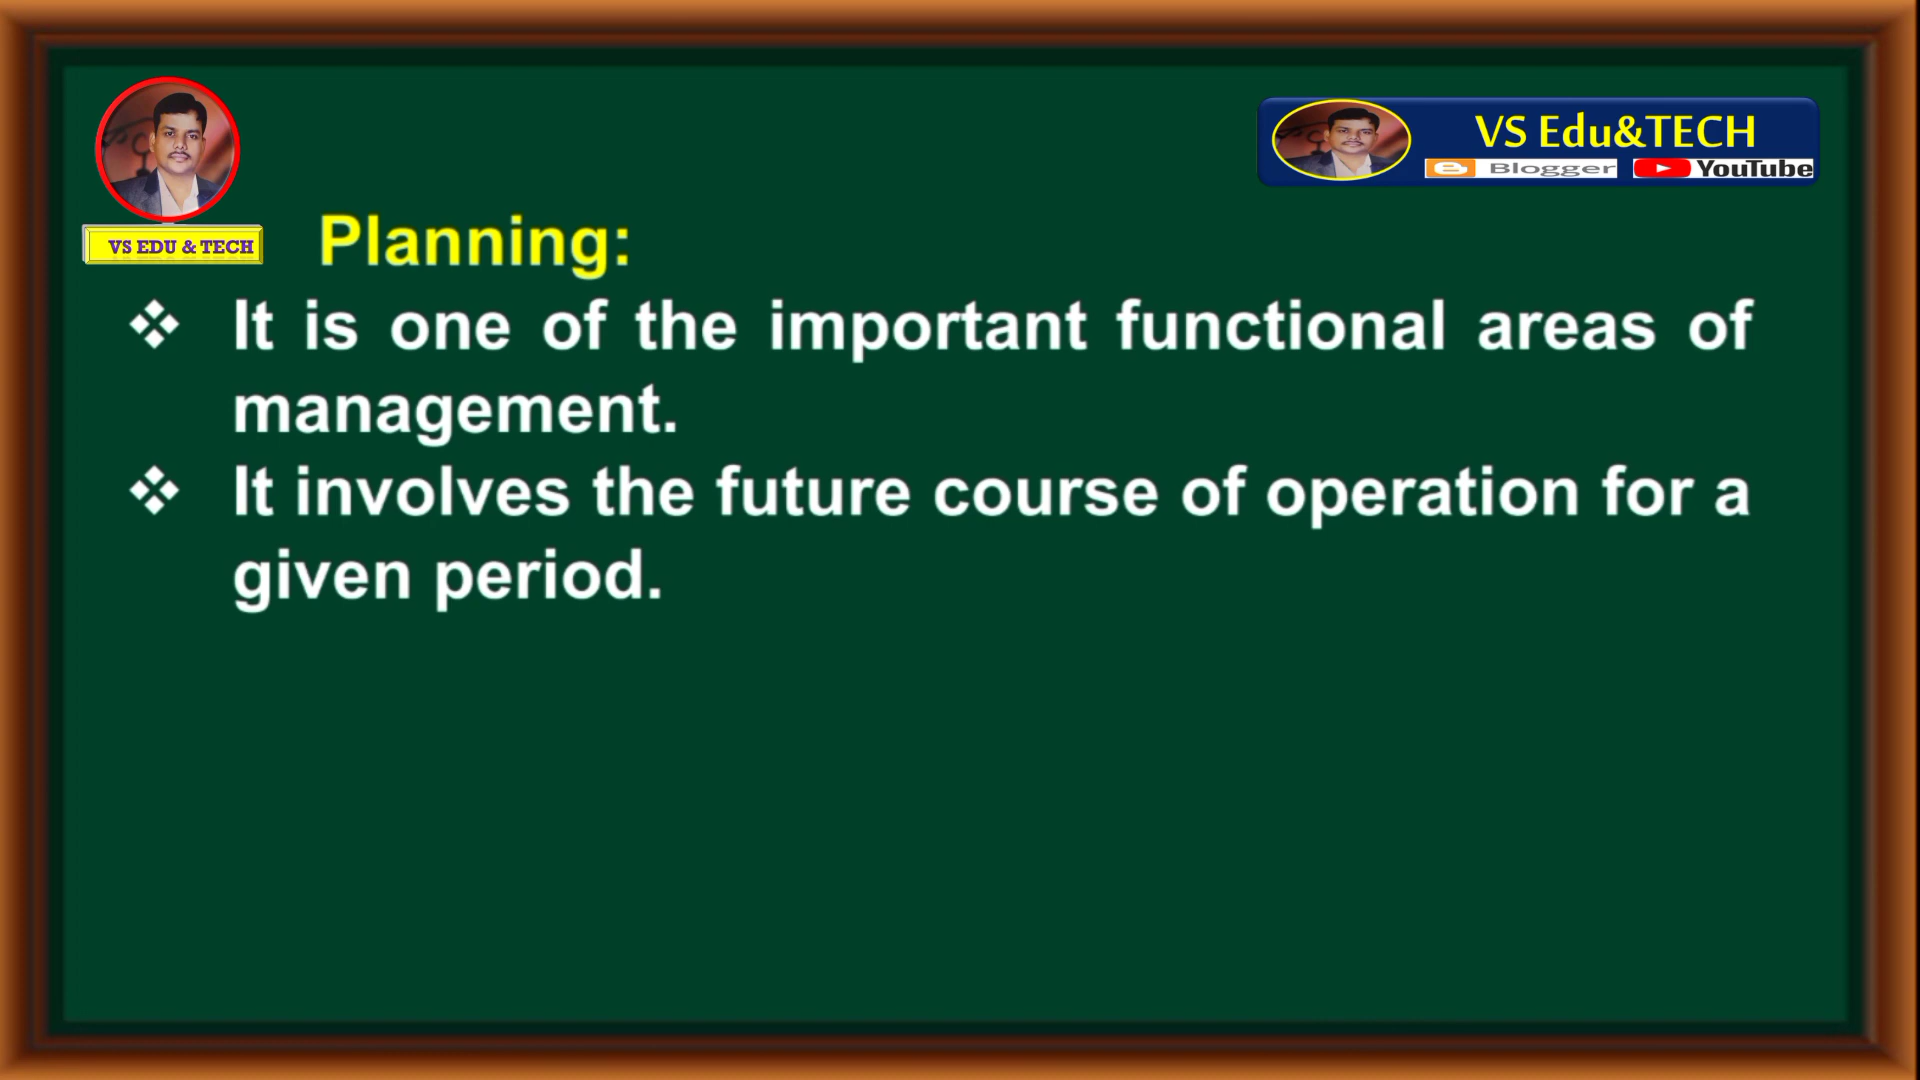 VS Edu&TECH
Blogger YouTube
VS EDU & TECH
Planning:
❖ It is one of the important functional areas of
management.
❖ It involves the future course of operation for a
given period.